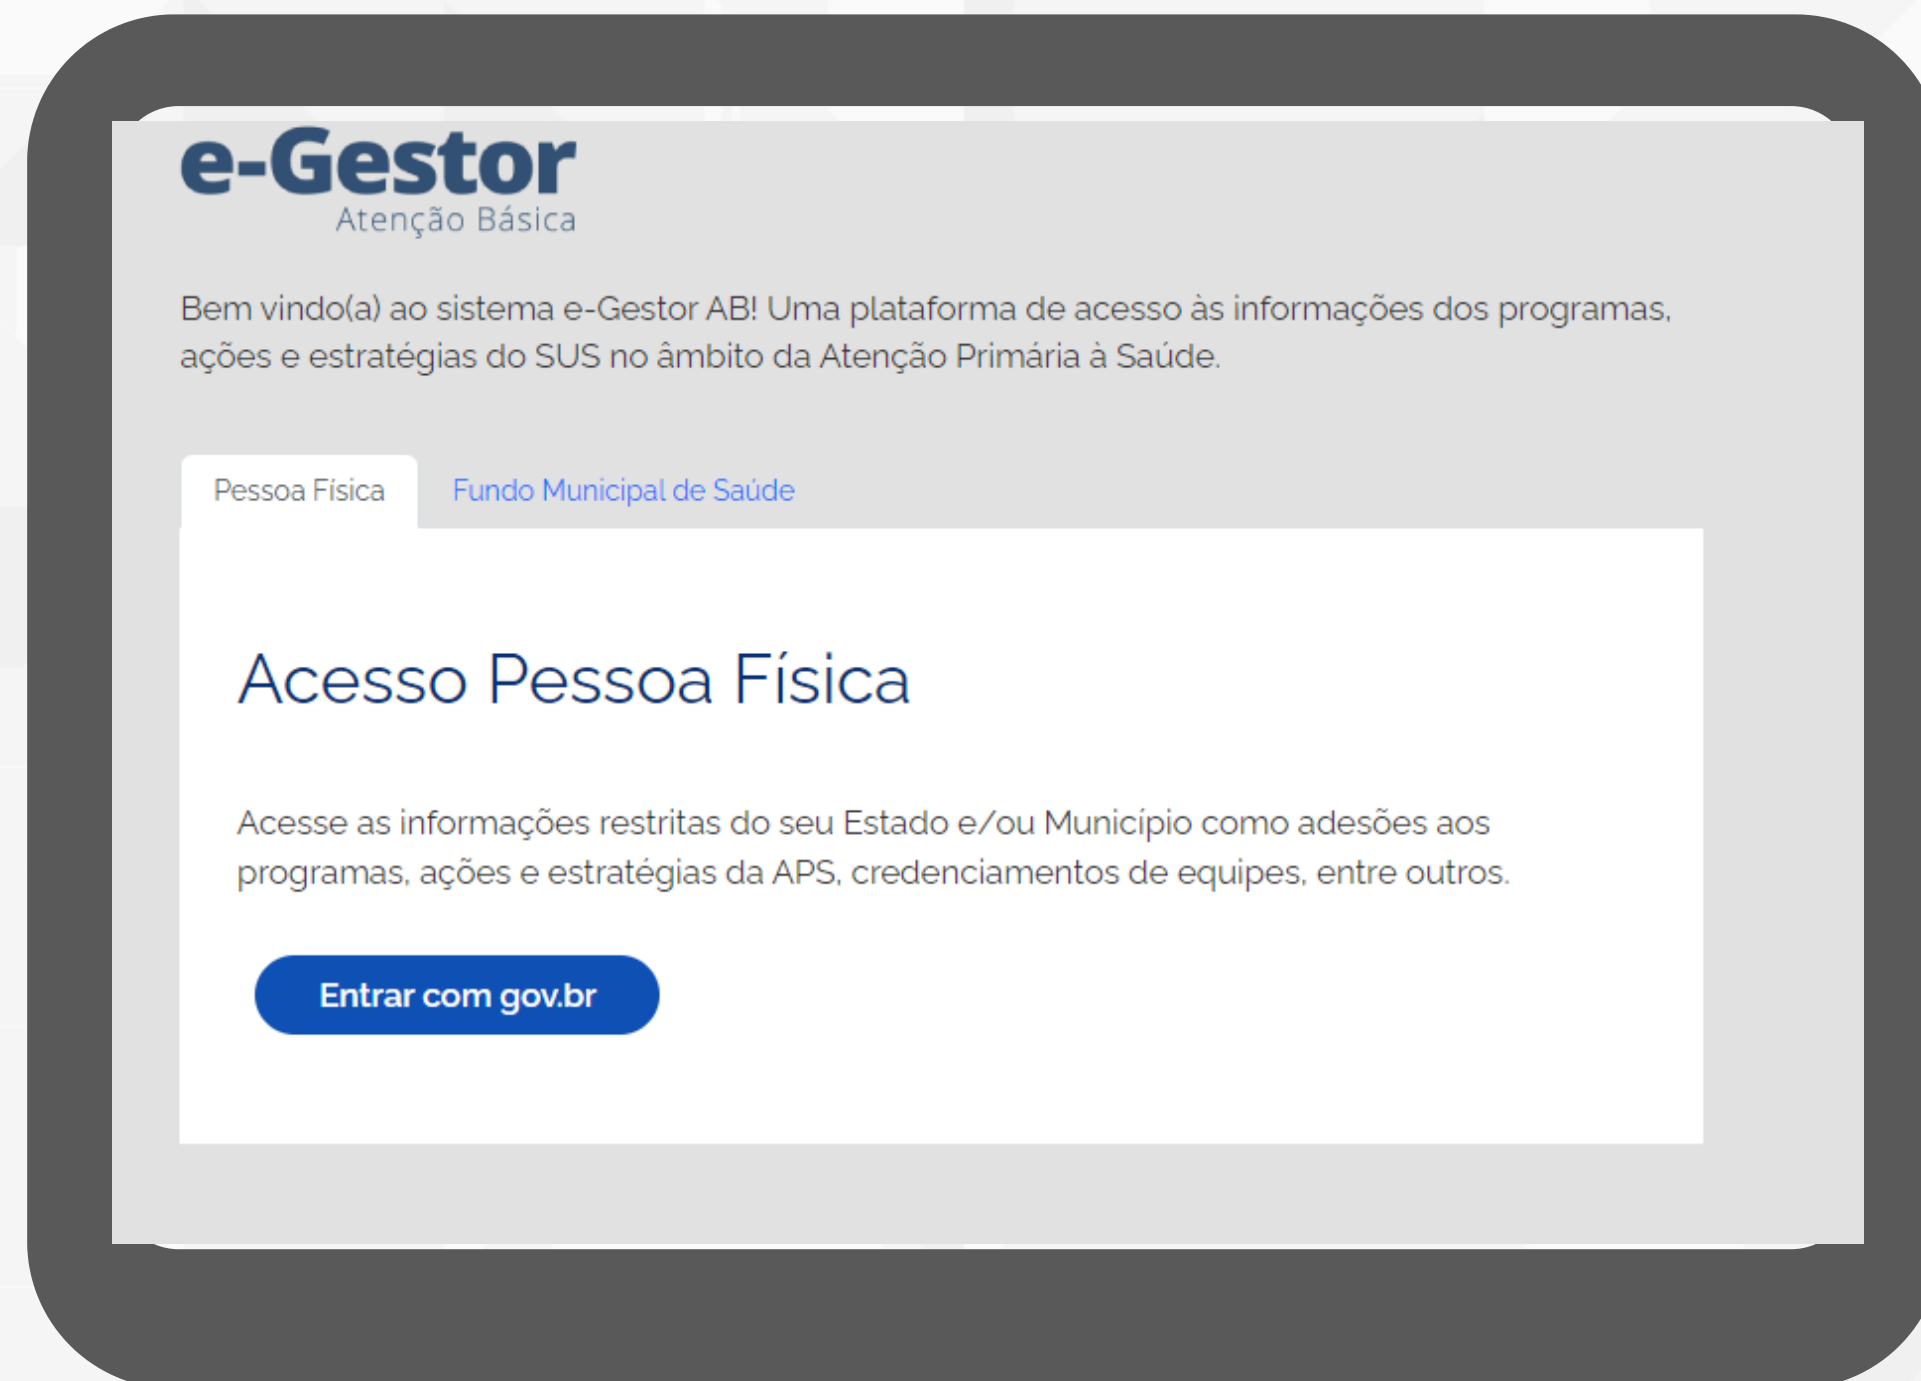 e-Gestor
Atenção Básica
Bem vindo(a) ao sistema e-Gestor AB! Uma plataforma de acesso às informações dos programas,
ações e estratégias do SUS no âmbito da Atenção Primária à Saúde.
Pessoa Física
Fundo Municipal de Saúde
Acesso Pessoa Física
Acesse as informações restritas do seu Estado e/ou Município como adesões aos
programas, ações e estratégias da APS, credenciamentos de equipes, entre outros.
Entrar com gov.br